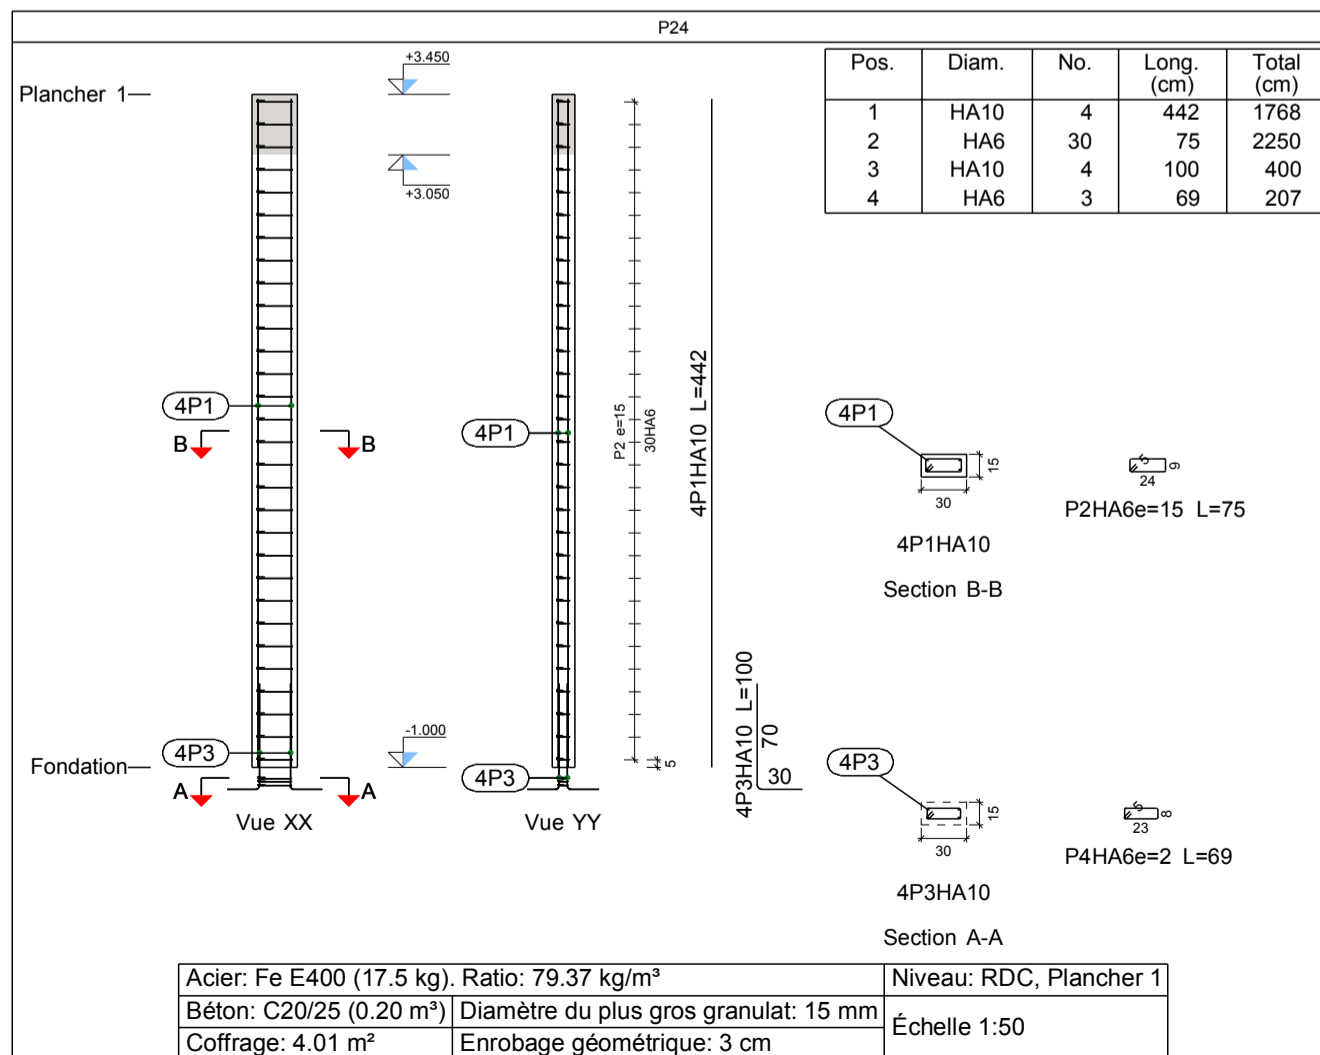 P24
Plancher 1
+3.450
+3.050
Pos. Diam. No. Long. (cm) Total (cm)
1 HA10 4 442 1768
2 HA6 30 75 2250
3 HA10 4 100 400
4 HA6 3 69 207
4P1
B B
4P1
P2 e=15
30HA6
4P1HA10 L=442
4P1
15
30
4P1HA10
Section B-B
5
24
9
P2HA6e=15 L=75
-1.000
4P3
Fondation
A A
Vue XX
4P3
Vue YY
5
4P3HA10 L=100
70
30
4P3
15
30
4P3HA10
Section A-A
5
23
8
P4HA6e=2 L=69
Acier: Fe E400 (17.5 kg). Ratio: 79.37 kg/m³
Niveau: RDC, Plancher 1
Béton: C20/25 (0.20 m³) Diamètre du plus gros granulat: 15 mm
Échelle 1:50
Coffrage: 4.01 m² Enrobage géométrique: 3 cm